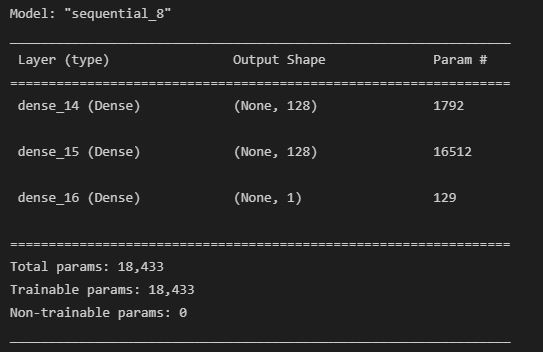 Model: "sequential_8"
_________________________________________________________________
Layer (type) Output Shape Param #
=================================================================
dense_14 (Dense) (None, 128) 1792
dense_15 (Dense) (None, 128) 16512
dense_16 (Dense) (None, 1) 129
=================================================================
Total params: 18,433
Trainable params: 18,433
Non-trainable params: 0
_________________________________________________________________